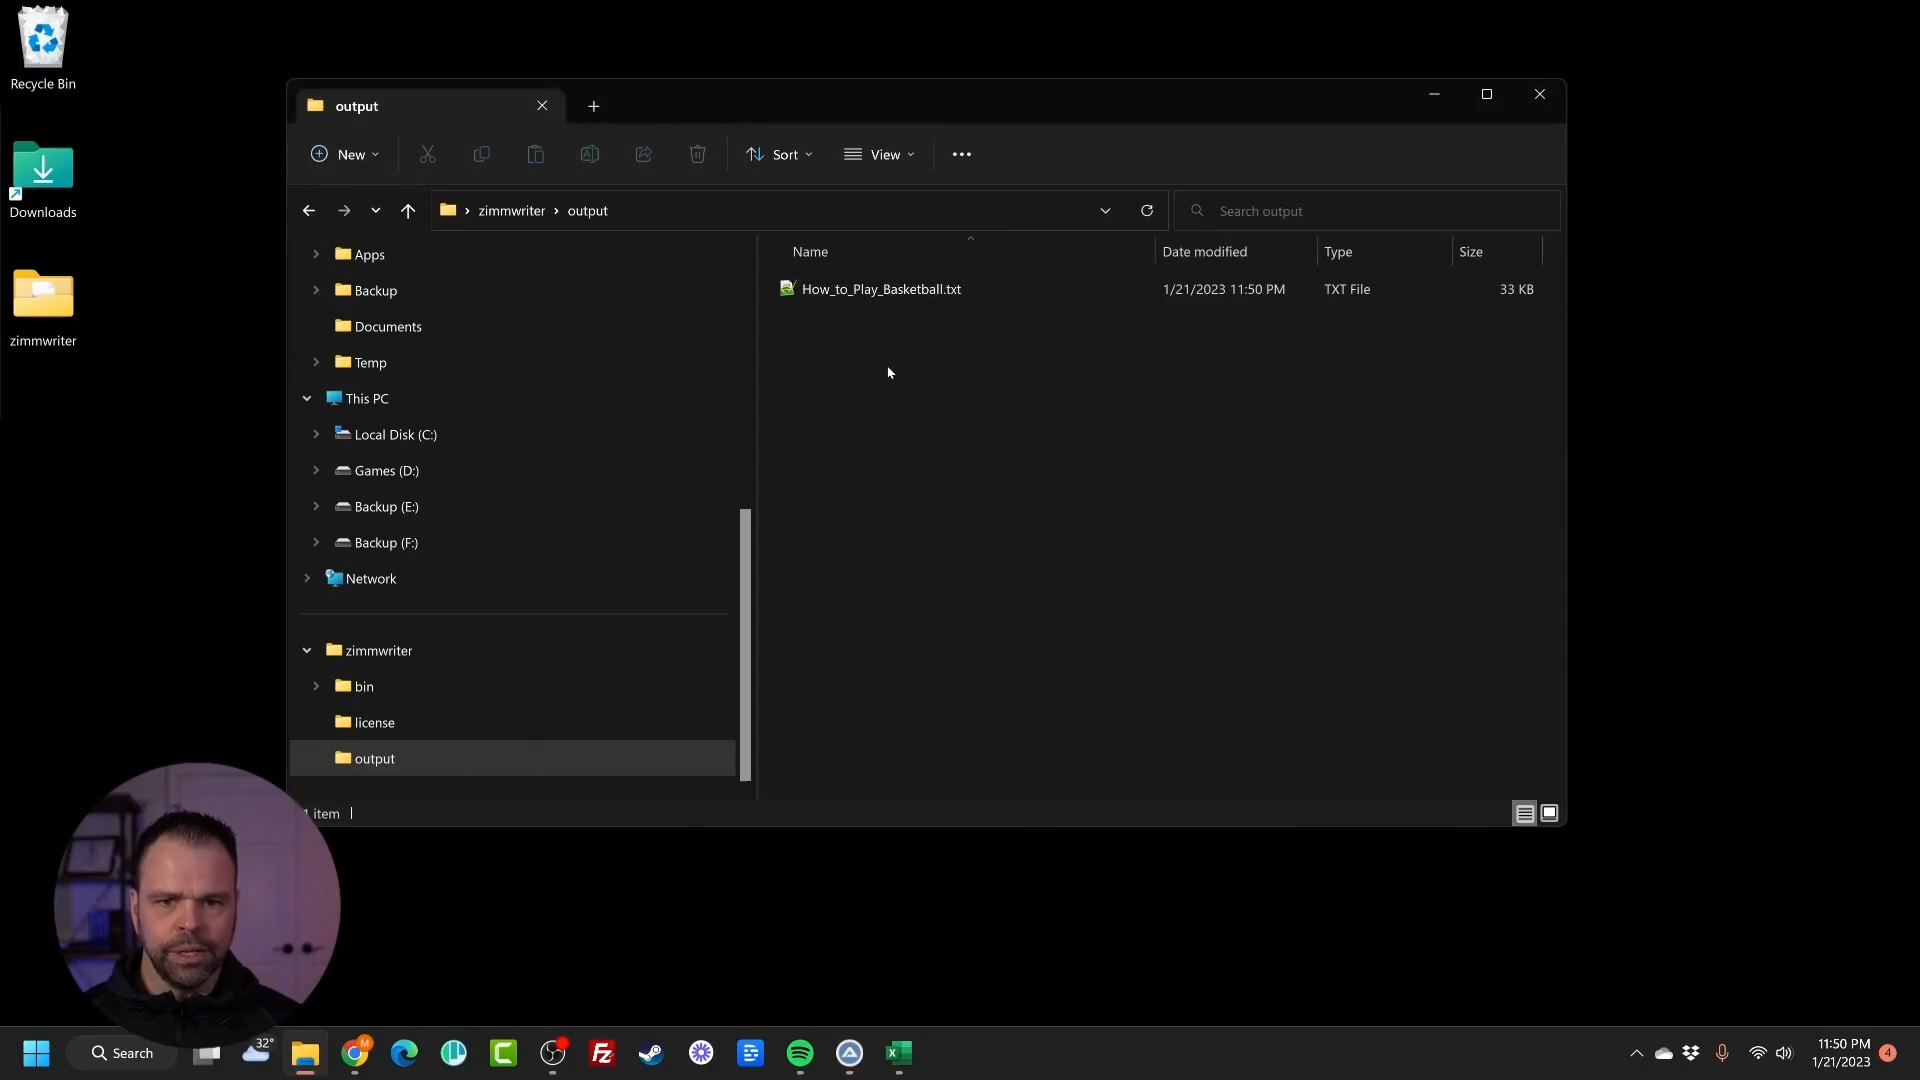 Recycle Bin
Downloads
zimmwriter
output
New
Sort
View
zimmwriter
output
Search output
Name
Date modified
Type
Size
How_to_Play_Basketball.txt
1/21/2023 11:50 PM
TXT File
33 KB
Apps
Backup
Documents
Temp
This PC
Local Disk (C:)
Games (D:)
Backup (E:)
Backup (F:)
Network
zimmwriter
bin
license
output
1 item
Search
32°
M
Fz
X
11:50 PM
1/21/2023
4